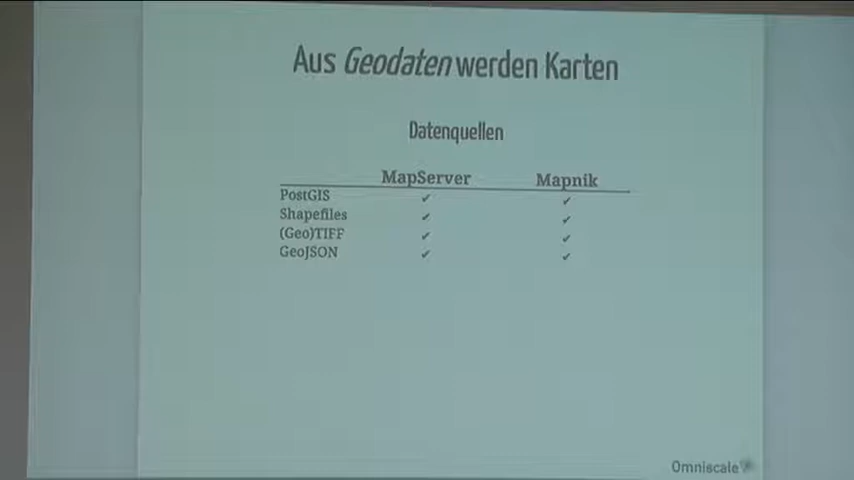 Aus Geodaten werden Karten
Datenquellen
MapServer Mapnik
PostGIS ✔ ✔
Shapefiles ✔ ✔
(Geo)TIFF ✔ ✔
GeoJSON ✔ ✔
Omniscale